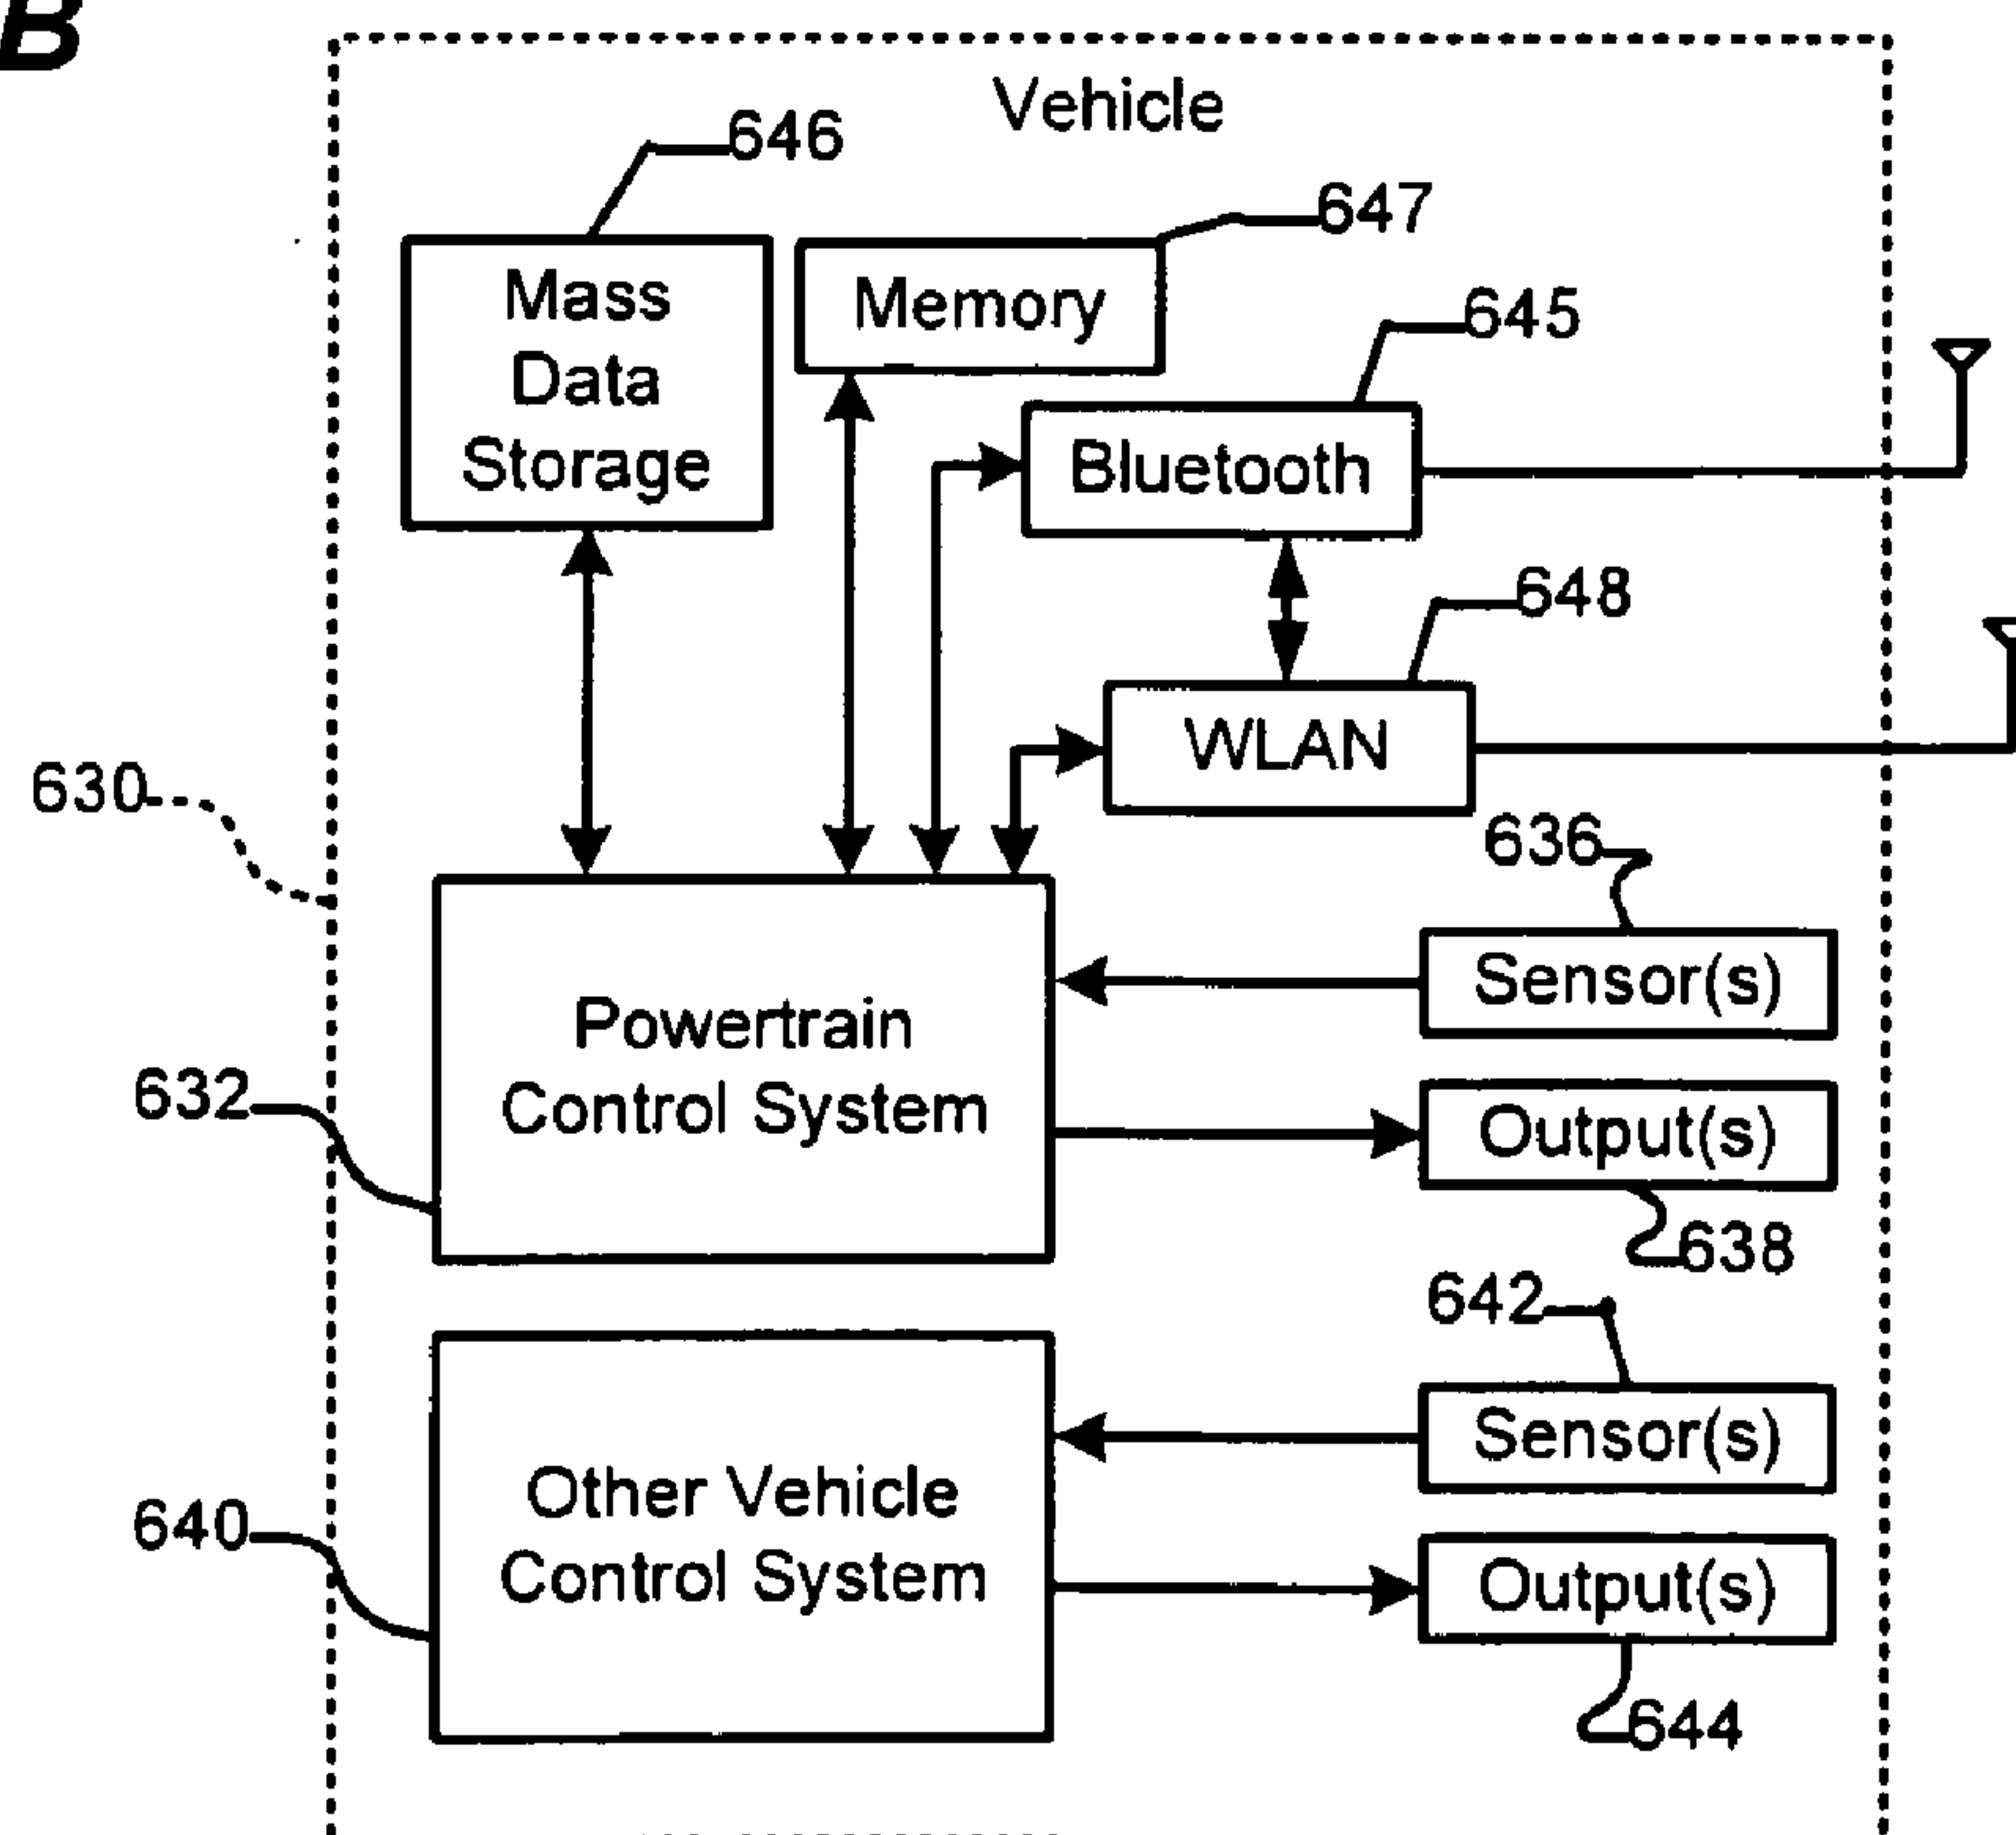 B
Vehicle
646
647
Mass
Data
Storage
Memory
645
Bluetooth
648
WLAN
630
636
Sensor(s)
Powertrain
Control System
632
Output(s)
638
642
Sensor(s)
Other Vehicle
Control System
640
Output(s)
644